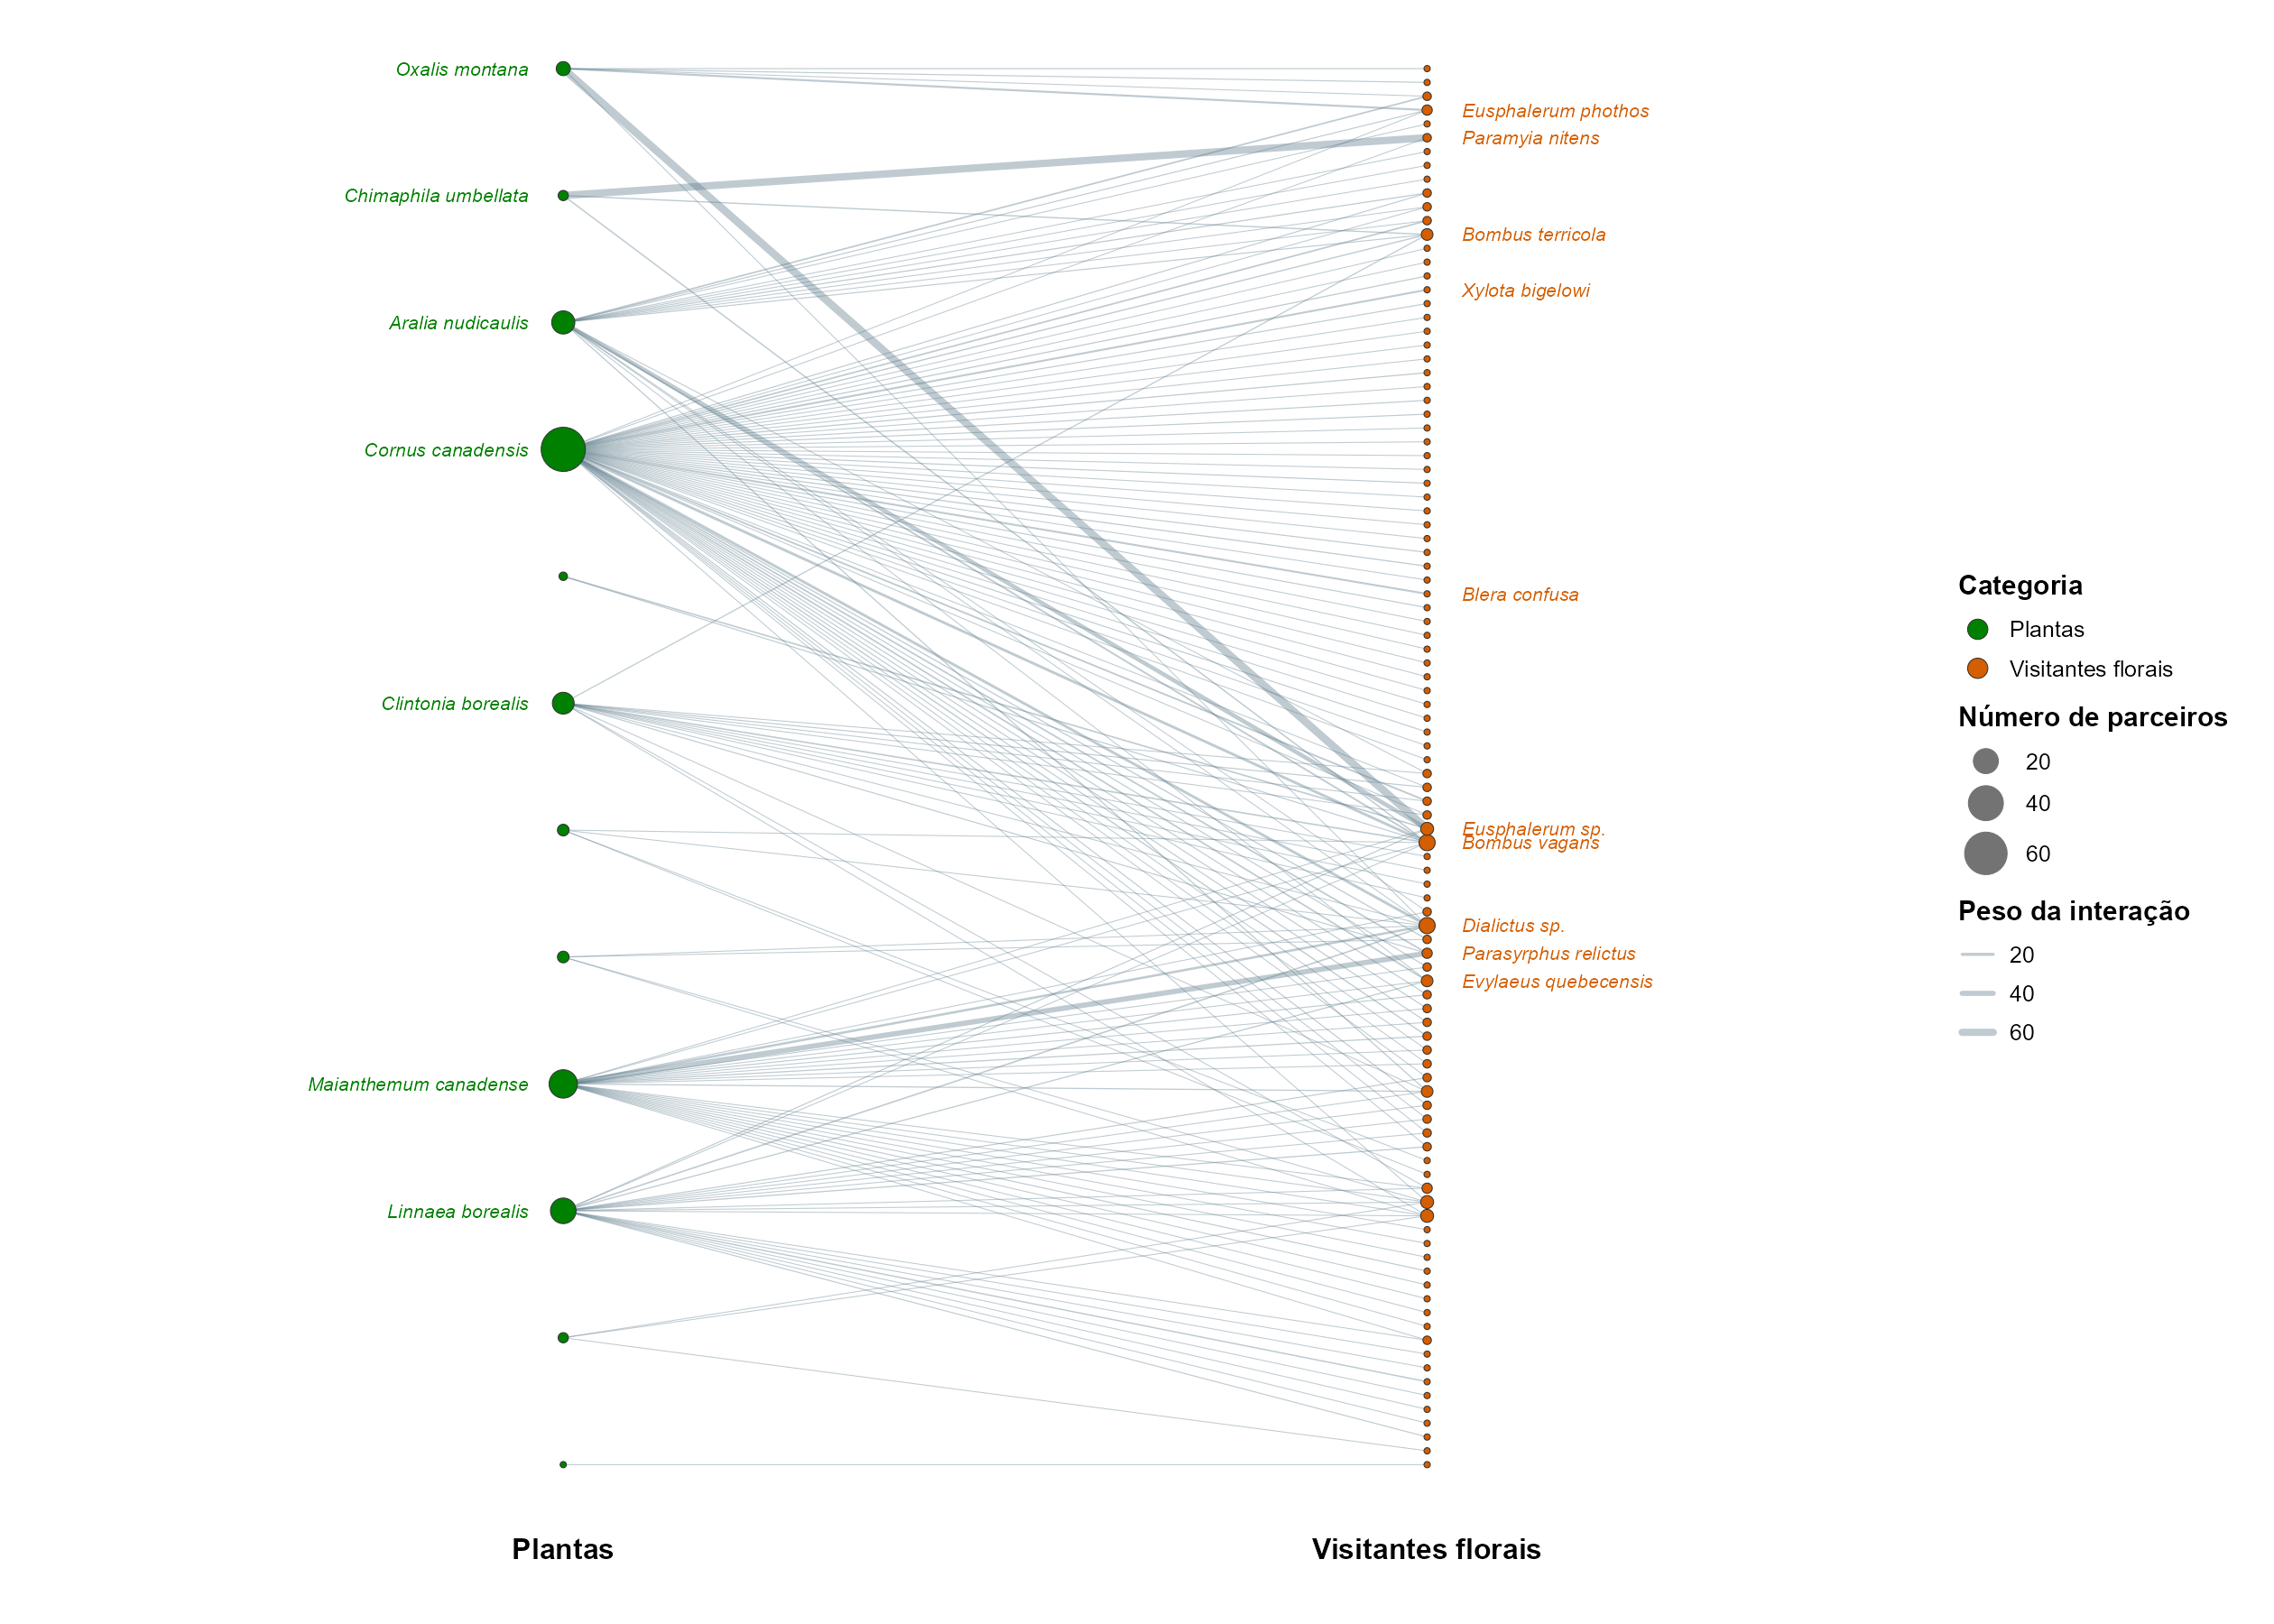 Oxalis montana
Chimaphila umbellata
Aralia nudicaulis
Cornus canadensis
Clintonia borealis
Maianthemum canadense
Linnaea borealis
Plantas
Eusphalerum phothos
Paramyia nitens
Bombus terricola
Xylota bigelowi
Blera confusa
Eusphalerum sp.
Bombus vagans
Dialictus sp.
Parasyrphus relictus
Evylaeus quebecensis
Visitantes florais
Categoria
Plantas
Visitantes florais
Número de parceiros
20
40
60
Peso da interação
20
40
60